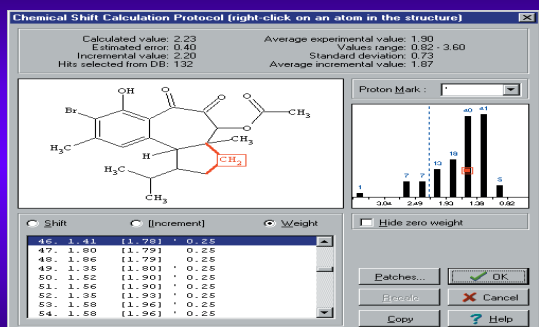 Chemical Shift Calculation Protocol (right-click on an atom in the structure)
Calculated value: 2.23
Estimated error: 0.40
Incremental value: 2.20
Hits selected from DB: 132
Average experimental value: 1.90
Values range: 0.82 - 3.60
Standard deviation: 0.73
Average incremental value: 1.87
OH O O O
Br CH3
O
H3C CH3
H CH2
H3C
CH3
Proton Mark: '
40 41
18
13
7 7
5
1
3.04 2.49 1.93 1.38 0.82
Shift [Increment] Weight
Hide zero weight
46. 1.41 [1.78] ' 0.25
47. 1.80 [1.79] 0.25
48. 1.86 [1.79] 0.25
49. 1.35 [1.80] ' 0.25
50. 1.52 [1.90] ' 0.25
51. 1.56 [1.90] ' 0.25
52. 1.35 [1.93] ' 0.25
53. 1.58 [1.96] ' 0.25
54. 1.58 [1.96] ' 0.25
Patches... OK
Recalc Cancel
Copy ? Help